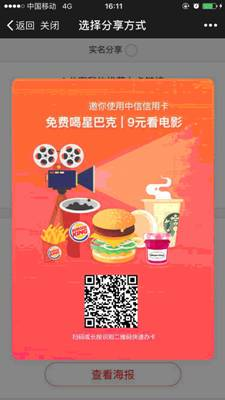 中国移动 4G 16:11
返回 关闭 选择分享方式
实名分享
邀你使用中信信用卡
免费喝星巴克|9元看电影
BURGER KING
扫码或长按识别二维码快速办卡
查看海报